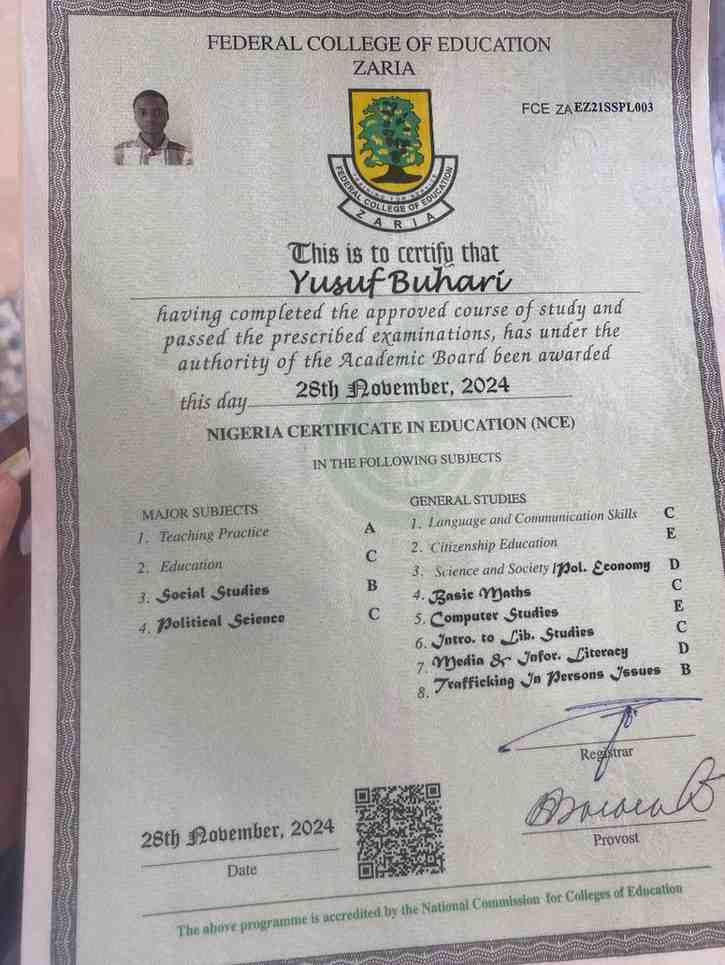 FEDERAL COLLEGE OF EDUCATION
ZARIA
FCE ZA EZ21SSPL003
TRAINING FOR SERVICE
FEDERAL COLLEGE OF EDUCATION
ZARIA
This is to certify that
Yusuf Buhari
having completed the approved course of study and
passed the prescribed examinations, has under the
authority of the Academic Board been awarded
this day 28th November, 2024
NIGERIA CERTIFICATE IN EDUCATION (NCE)
IN THE FOLLOWING SUBJECTS
MAJOR SUBJECTS
1. Teaching Practice A
2. Education C
3. Social Studies B
4. Political Science C
GENERAL STUDIES
1. Language and Communication Skills C
2. Citizenship Education E
3. Science and Society /Pol. Economy D
4. Basic Maths C
5. Computer Studies E
6. Intro. to Lib. Studies C
7. Media & Infor. Literacy D
8. Trafficking In Persons Issues B
Registrar
Provost
28th November, 2024
Date
The above programme is accredited by the National Commission for Colleges of Education